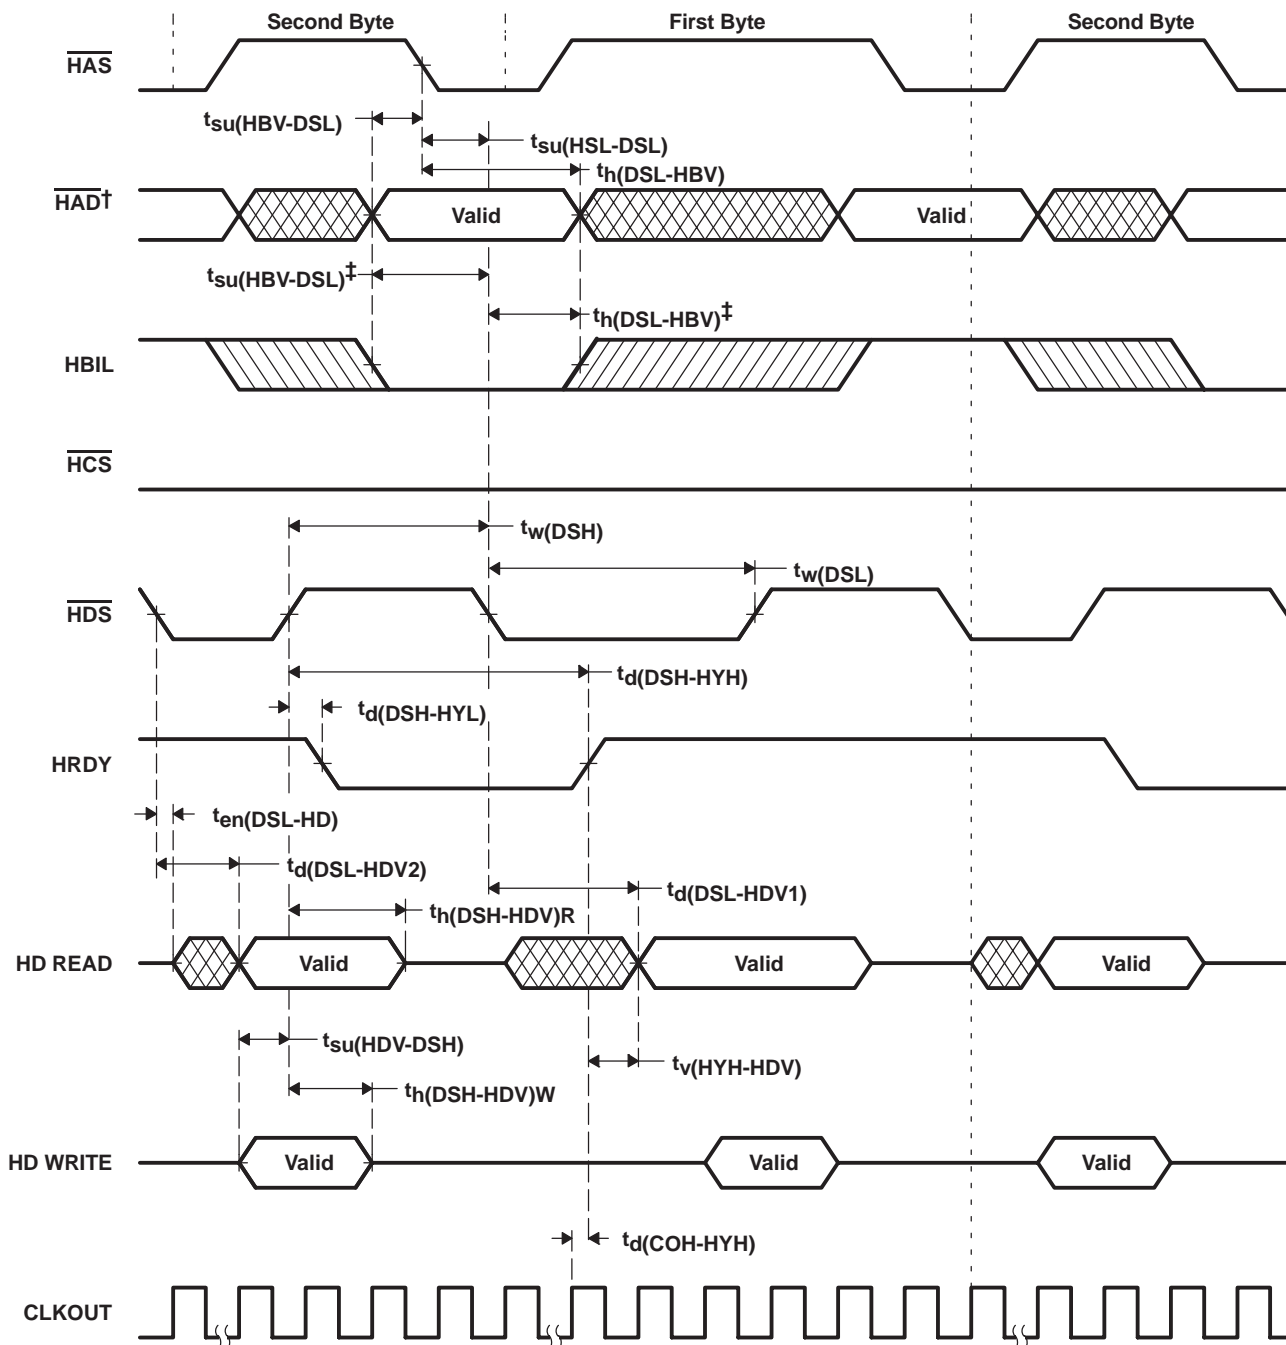 Second Byte First Byte Second Byte
HAS
tsu(HBV-DSL)
tsu(HSL-DSL)
th(DSL-HBV)
HAD†
Valid Valid
tsu(HBV-DSL)‡
th(DSL-HBV)‡
HBIL
HCS
tw(DSH)
tw(DSL)
HDS
td(DSH-HYH)
td(DSH-HYL)
HRDY
ten(DSL-HD)
td(DSL-HDV2)
td(DSL-HDV1)
th(DSH-HDV)R
HD READ Valid Valid Valid
tsu(HDV-DSH)
tv(HYH-HDV)
th(DSH-HDV)W
HD WRITE Valid Valid Valid
td(COH-HYH)
CLKOUT